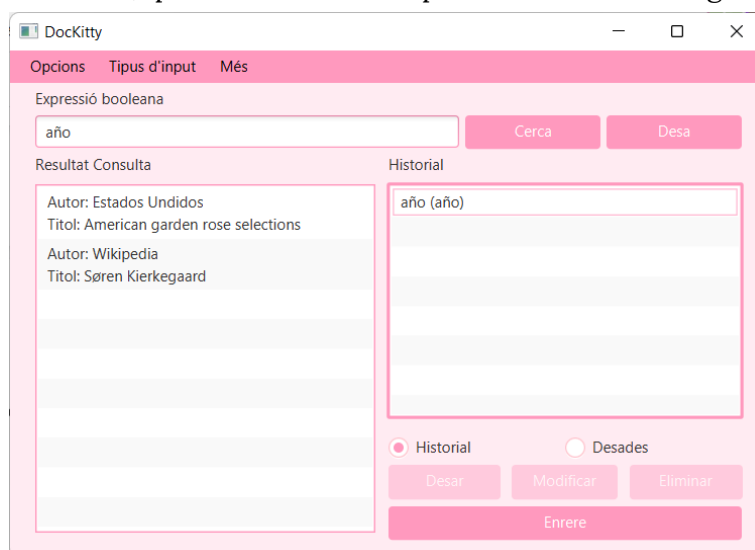 DocKitty
Opcions Tipus d'input Més
Expressió booleana
año
Cerca Desa
Resultat Consulta
Historial
Autor: Estados Undidos
Titol: American garden rose selections
Autor: Wikipedia
Titol: Søren Kierkegaard
año (año)
Historial Desades
Desar Modificar Eliminar
Enrere